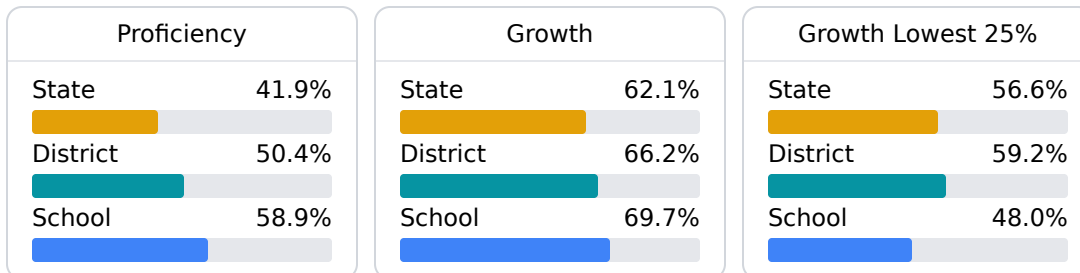 Proficiency
State 41.9%
District 50.4%
School 58.9%
Growth
State 62.1%
District 66.2%
School 69.7%
Growth Lowest 25%
State 56.6%
District 59.2%
School 48.0%